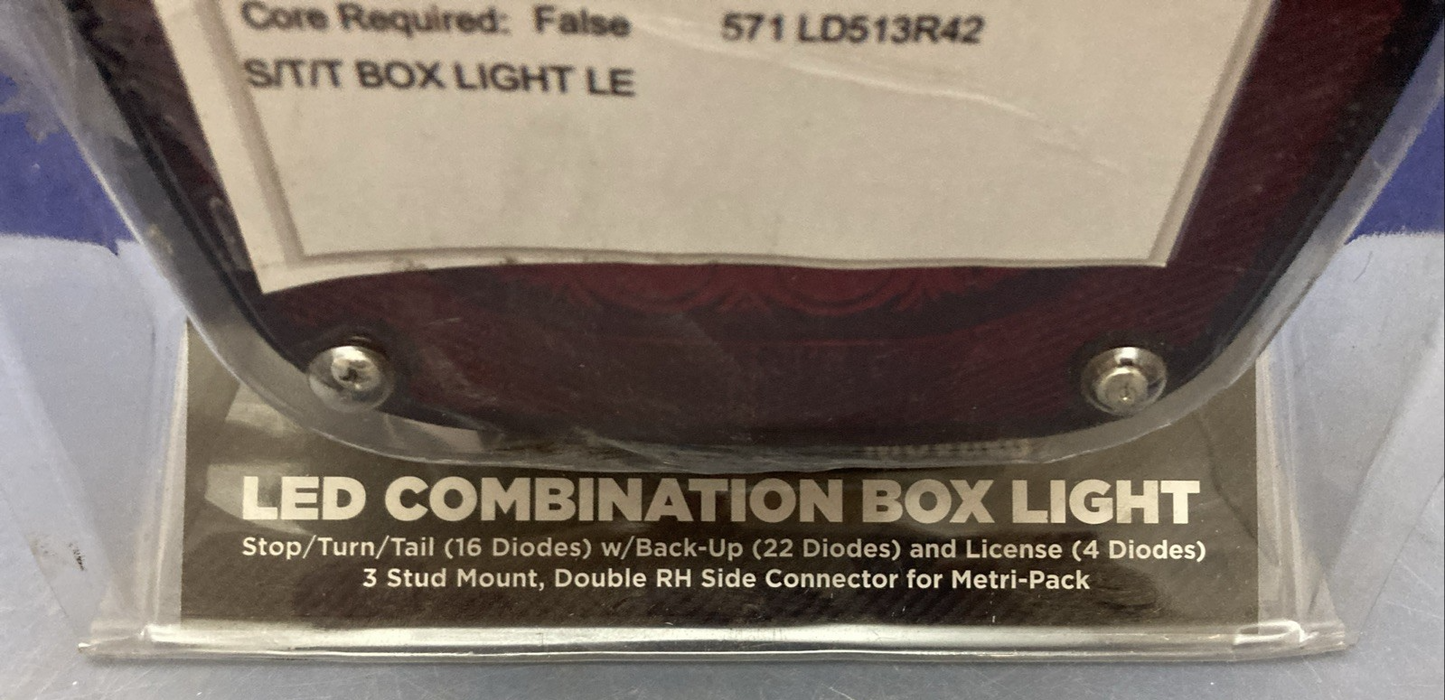 Core Required: False 571 LD513R42
S/T/T BOX LIGHT LE
LED COMBINATION BOX LIGHT
Stop/Turn/Tail (16 Diodes) w/Back-Up (22 Diodes) and License (4 Diodes)
3 Stud Mount, Double RH Side Connector for Metri-Pack